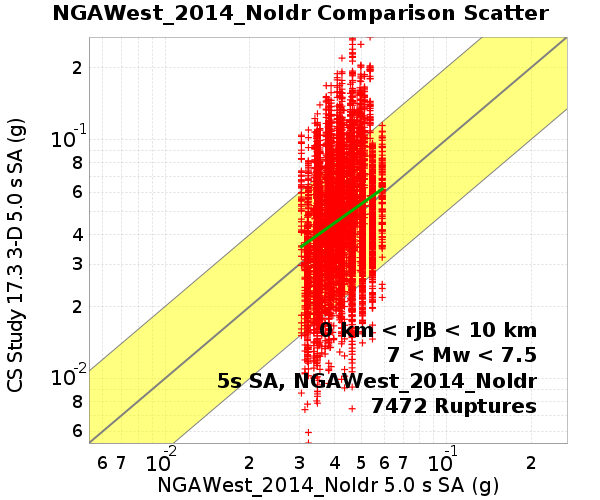 NGAWest_2014_NoIdr Comparison Scatter
CS Study 17.3 3-D 5.0 s SA (g)
2
10^-1
8
6
4
3
2
10^-2
8
6
0 km < rJB < 10 km
7 < Mw < 7.5
5s SA, NGAWest_2014_NoIdr
7472 Ruptures
6 7 10^-2 2 3 4 5 6 7 10^-1 2
NGAWest_2014_NoIdr 5.0 s SA (g)